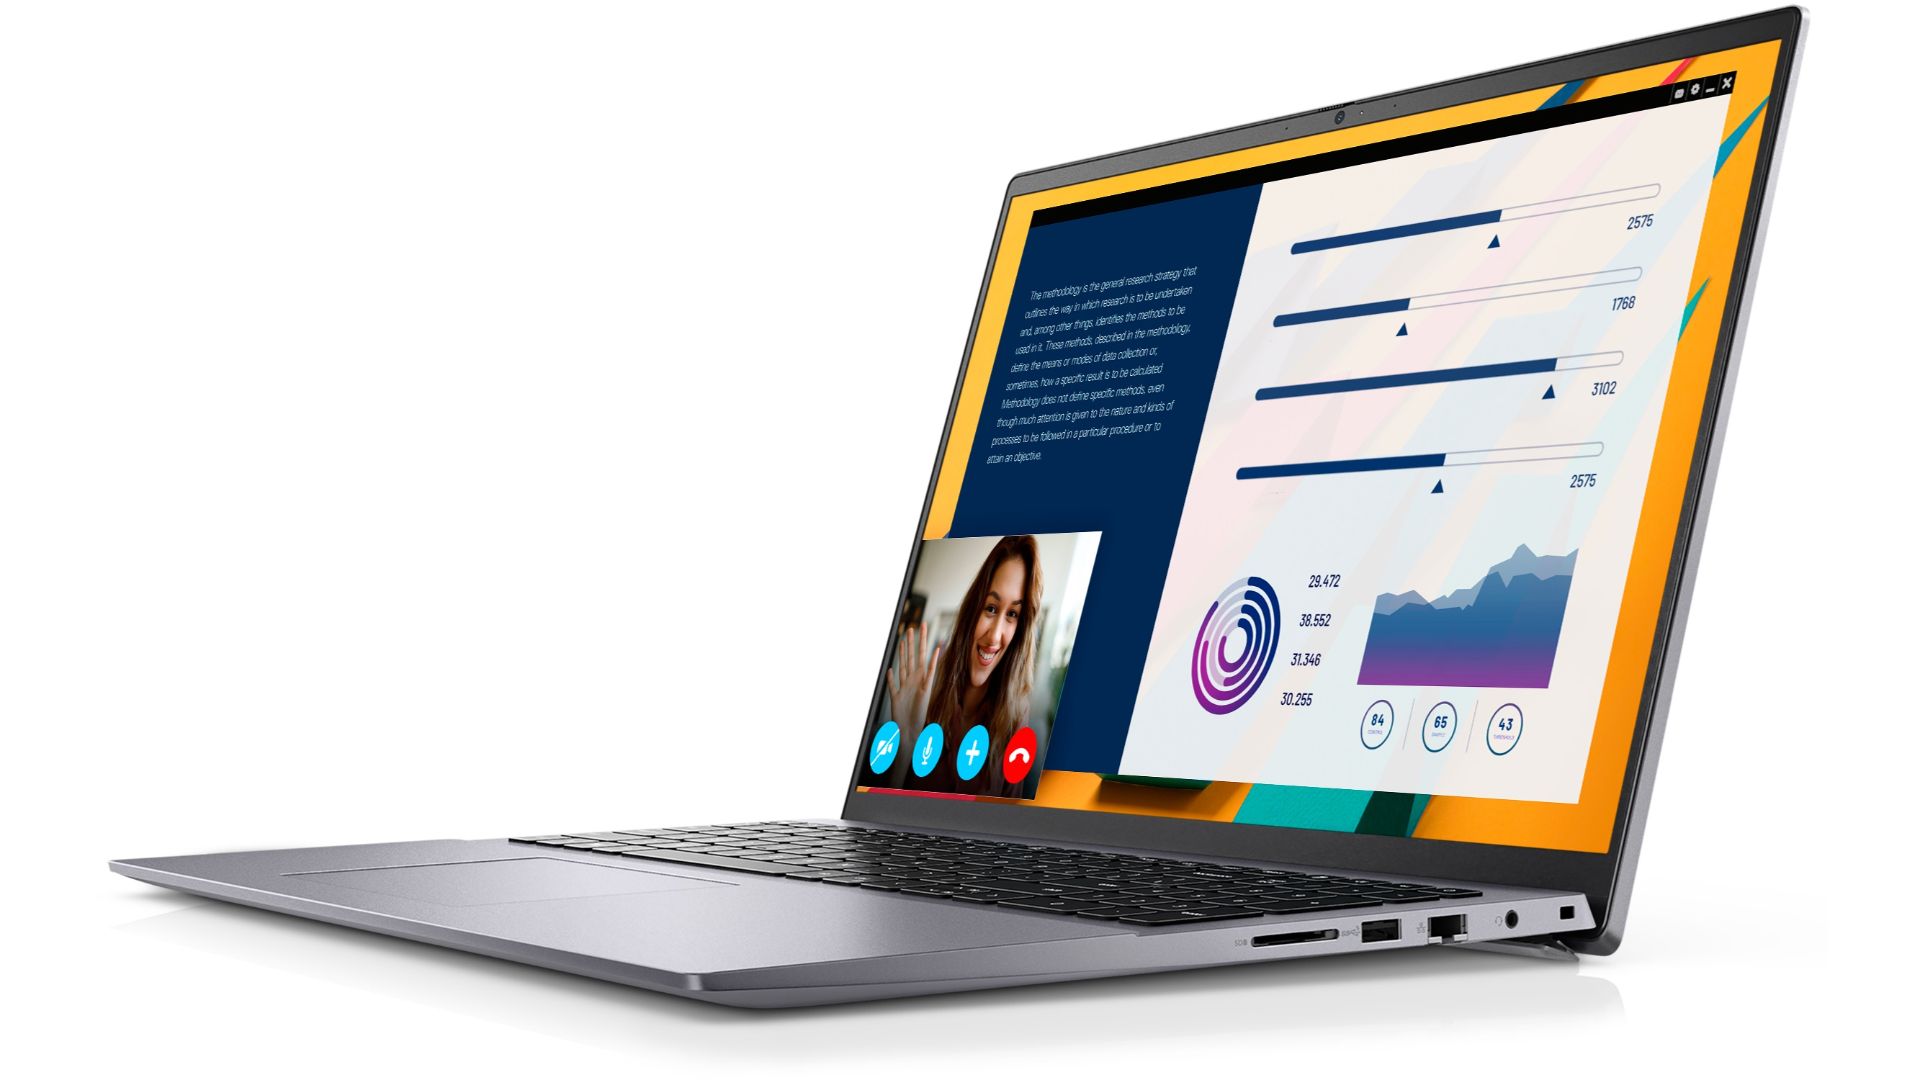 The methodology is the general research strategy that
outlines the way in which research is to be undertaken
and, among other things, identifies the methods to be
used in it. These methods, described in the methodology,
define the means or modes of data collection or,
sometimes, how a specific result is to be calculated
Methodology does not define specific methods, even
though much attention is given to the nature and kinds of
processes to be followed in a particular procedure or to
attain an objective.
2575
1768
3102
2575
29.472
38.552
31.346
30.255
84
65
43